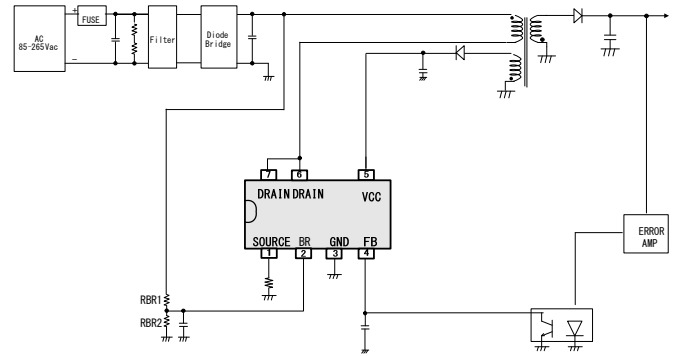 AC
85-265Vac
+
−
FUSE
Filter
Diode
Bridge
7
6
5
DRAIN DRAIN
VCC
SOURCE BR GND FB
1
2
3
4
RBR1
RBR2
ERROR
AMP